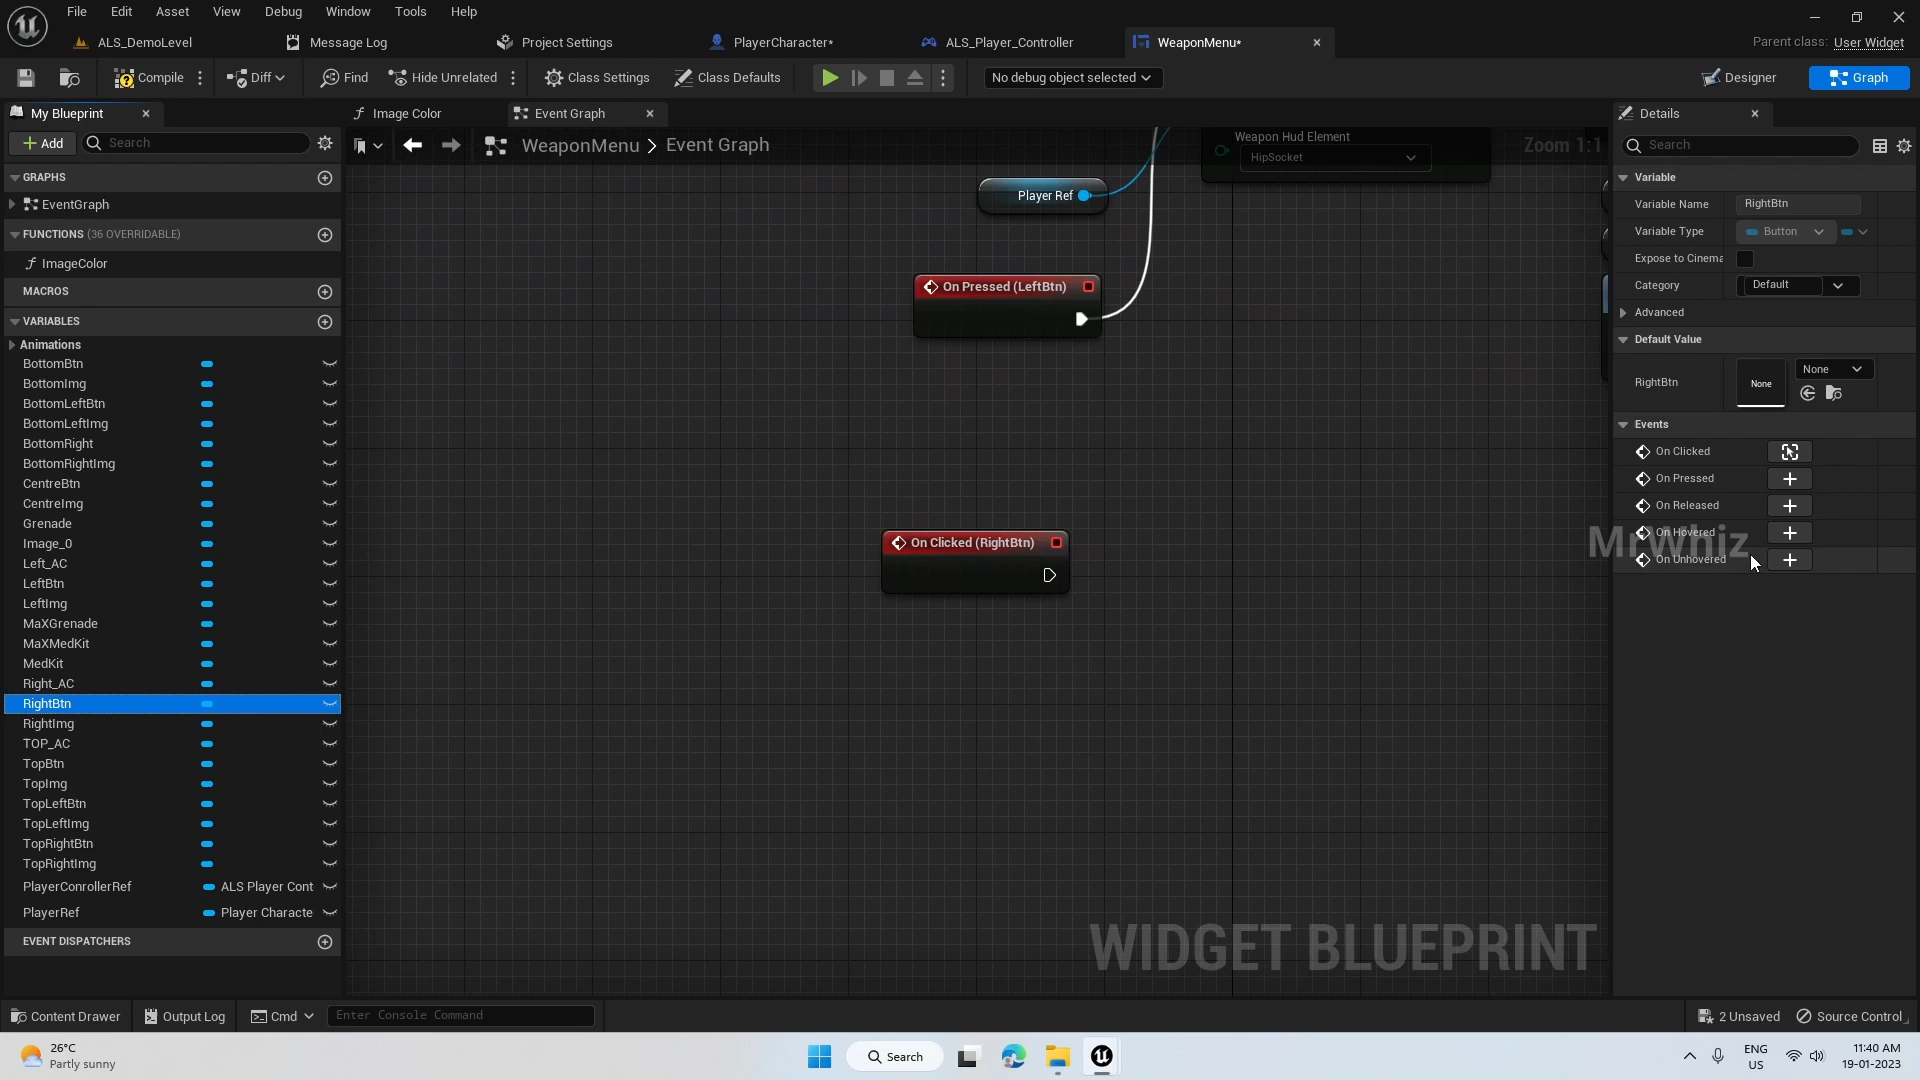 File Edit Asset View Debug Window Tools Help
ALS_DemoLevel Message Log Project Settings PlayerCharacter* ALS_Player_Controller WeaponMenu* Parent class: User Widget
Compile Diff Find Hide Unrelated Class Settings Class Defaults No debug object selected Designer Graph
My Blueprint Image Color Event Graph Details
Add Search WeaponMenu > Event Graph Zoom 1:1 Search
Weapon Hud Element
HipSocket
Player Ref
On Pressed (LeftBtn)
On Clicked (RightBtn)
WIDGET BLUEPRINT
GRAPHS
EventGraph
FUNCTIONS (36 OVERRIDABLE)
ImageColor
MACROS
VARIABLES
Animations
BottomBtn
BottomImg
BottomLeftBtn
BottomLeftImg
BottomRight
BottomRightImg
CentreBtn
CentreImg
Grenade
Image_0
Left_AC
LeftBtn
LeftImg
MaXGrenade
MaXMedKit
MedKit
Right_AC
RightBtn
RightImg
TOP_AC
TopBtn
TopImg
TopLeftBtn
TopLeftImg
TopRightBtn
TopRightImg
PlayerConrollerRef ALS Player Cont
PlayerRef Player Characte
EVENT DISPATCHERS
Variable
Variable Name RightBtn
Variable Type Button
Expose to Cinema
Category Default
Advanced
Default Value
RightBtn None None
Events
On Clicked
On Pressed
On Released
On Hovered
On Unhovered
MrWhiz
Content Drawer Output Log Cmd Enter Console Command 2 Unsaved Source Control
26°C
Partly sunny
Search
ENG
US
11:40 AM
19-01-2023